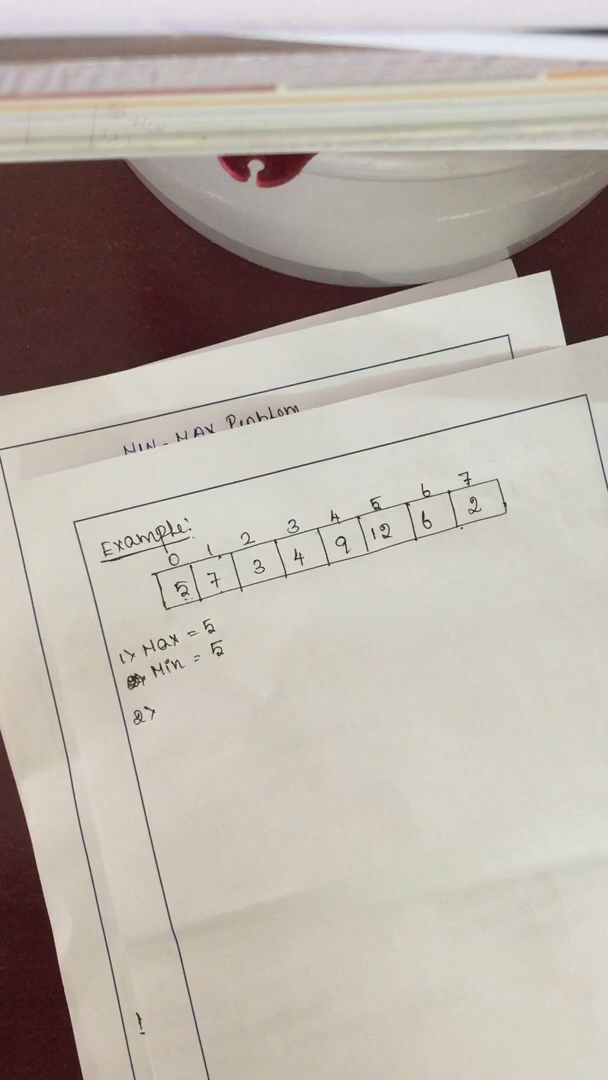 MIN-MAX Problem
Example:
0 1 2 3 4 5 6 7
5 7 3 4 9 12 6 2
1> Max = 5
Min = 5
2>
!